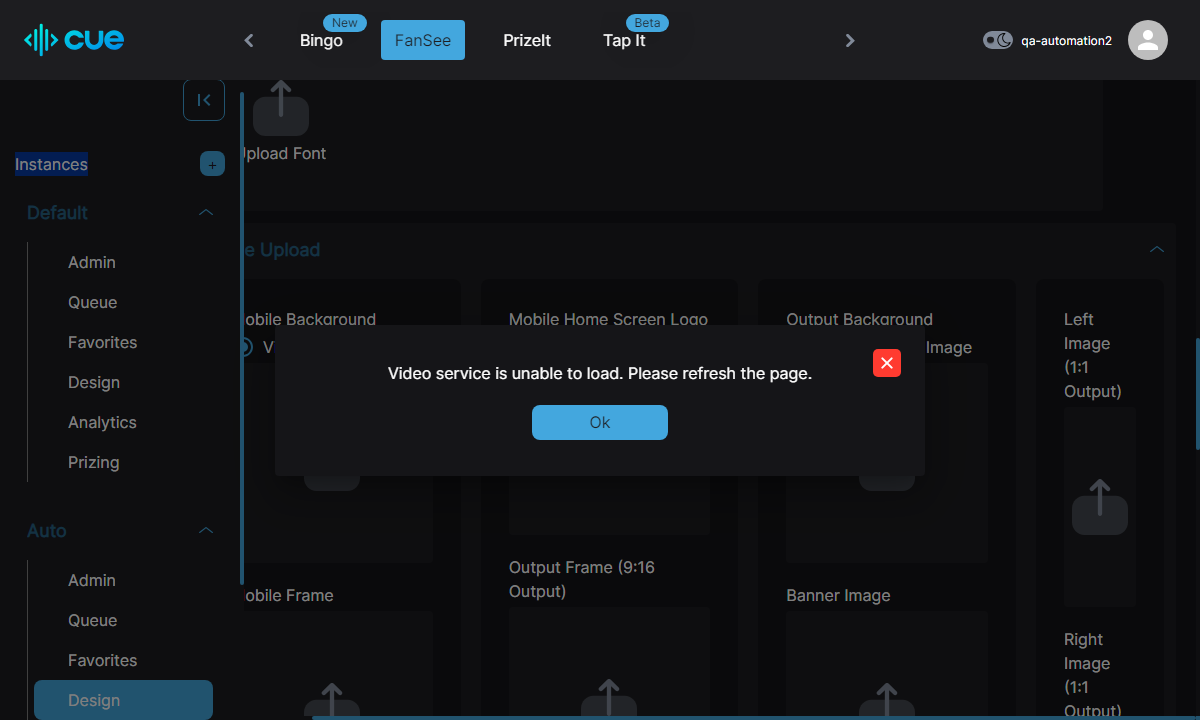 cue
Bingo
New
FanSee
PrizeIt
Tap It
Beta
qa-automation2
Instances
+
Default
Admin
Queue
Favorites
Design
Analytics
Prizing
Auto
Admin
Queue
Favorites
Design
pload Font
e Upload
obile Background
Mobile Home Screen Logo
Output Background
Image
Left
Image
(1:1
Output)
Video service is unable to load. Please refresh the page.
Ok
obile Frame
Output Frame (9:16
Output)
Banner Image
Right
Image
(1:1
Output)